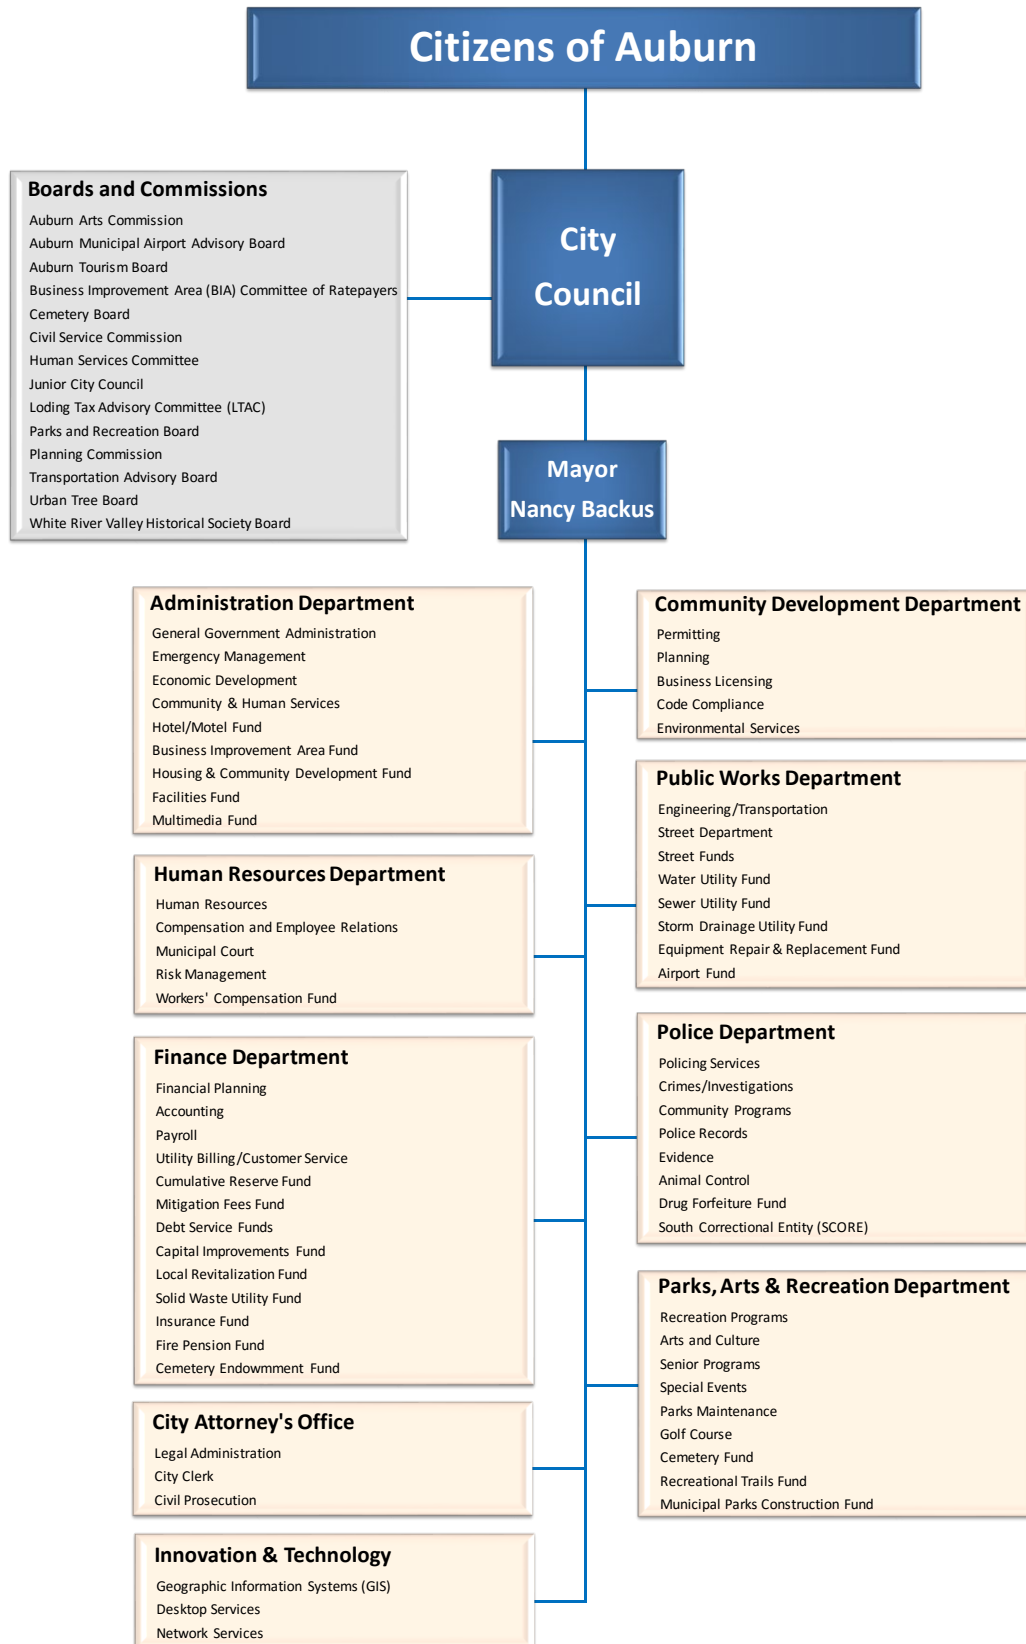 Citizens of Auburn
City
Council
Boards and Commissions
Auburn Arts Commission
Auburn Municipal Airport Advisory Board
Auburn Tourism Board
Business Improvement Area (BIA) Committee of Ratepayers
Cemetery Board
Civil Service Commission
Human Services Committee
Junior City Council
Loding Tax Advisory Committee (LTAC)
Parks and Recreation Board
Planning Commission
Transportation Advisory Board
Urban Tree Board
White River Valley Historical Society Board
Mayor
Nancy Backus
Administration Department
General Government Administration
Emergency Management
Economic Development
Community & Human Services
Hotel/Motel Fund
Business Improvement Area Fund
Housing & Community Development Fund
Facilities Fund
Multimedia Fund
Human Resources Department
Human Resources
Compensation and Employee Relations
Municipal Court
Risk Management
Workers' Compensation Fund
Finance Department
Financial Planning
Accounting
Payroll
Utility Billing/Customer Service
Cumulative Reserve Fund
Mitigation Fees Fund
Debt Service Funds
Capital Improvements Fund
Local Revitalization Fund
Solid Waste Utility Fund
Insurance Fund
Fire Pension Fund
Cemetery Endowmment Fund
City Attorney's Office
Legal Administration
City Clerk
Civil Prosecution
Innovation & Technology
Geographic Information Systems (GIS)
Desktop Services
Network Services
Community Development Department
Permitting
Planning
Business Licensing
Code Compliance
Environmental Services
Public Works Department
Engineering/Transportation
Street Department
Street Funds
Water Utility Fund
Sewer Utility Fund
Storm Drainage Utility Fund
Equipment Repair & Replacement Fund
Airport Fund
Police Department
Policing Services
Crimes/Investigations
Community Programs
Police Records
Evidence
Animal Control
Drug Forfeiture Fund
South Correctional Entity (SCORE)
Parks, Arts & Recreation Department
Recreation Programs
Arts and Culture
Senior Programs
Special Events
Parks Maintenance
Golf Course
Cemetery Fund
Recreational Trails Fund
Municipal Parks Construction Fund